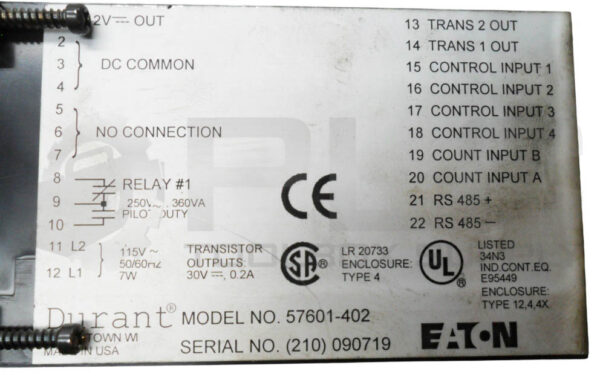 2V⎓ OUT
2
3 DC COMMON
4
5
6 NO CONNECTION
7
8 RELAY #1
9 250V 360VA
10 PILOT DUTY
11 L2 115V ~
50/60Hz
12 L1 7W
TRANSISTOR
OUTPUTS:
30V⎓, 0.2A
13 TRANS 2 OUT
14 TRANS 1 OUT
15 CONTROL INPUT 1
16 CONTROL INPUT 2
17 CONTROL INPUT 3
18 CONTROL INPUT 4
19 COUNT INPUT B
20 COUNT INPUT A
21 RS 485 +
22 RS 485 −
CE
SA
LR 20733
ENCLOSURE:
TYPE 4
UL
LISTED
34N3
IND.CONT.EQ.
E95449
ENCLOSURE:
TYPE 12,4,4X.
Durant® MODEL NO. 57601-402
TOWN WI
MADE IN USA
SERIAL NO. (210) 090719
EATON